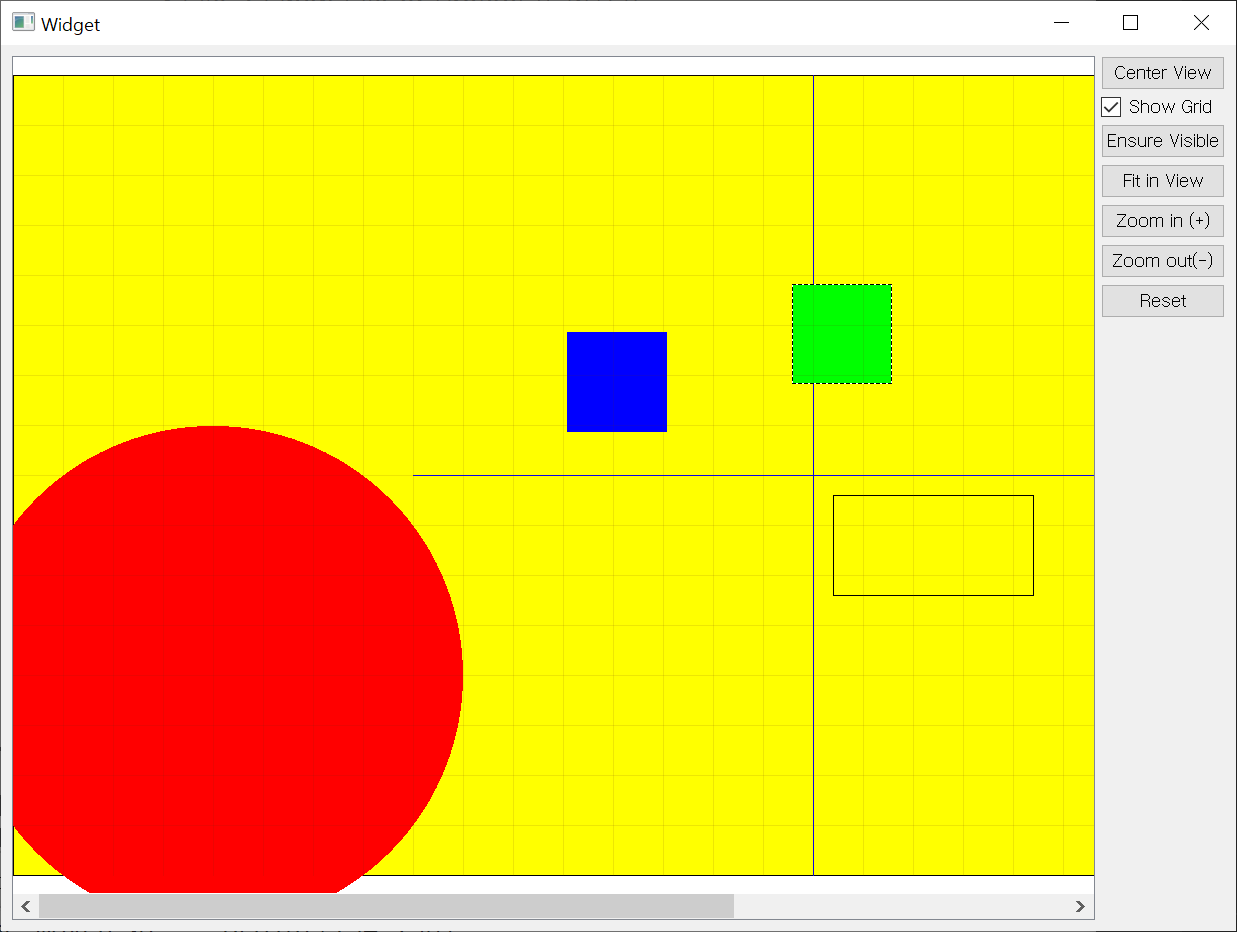 Widget
Center View
Show Grid
Ensure Visible
Fit in View
Zoom in (+)
Zoom out(-)
Reset